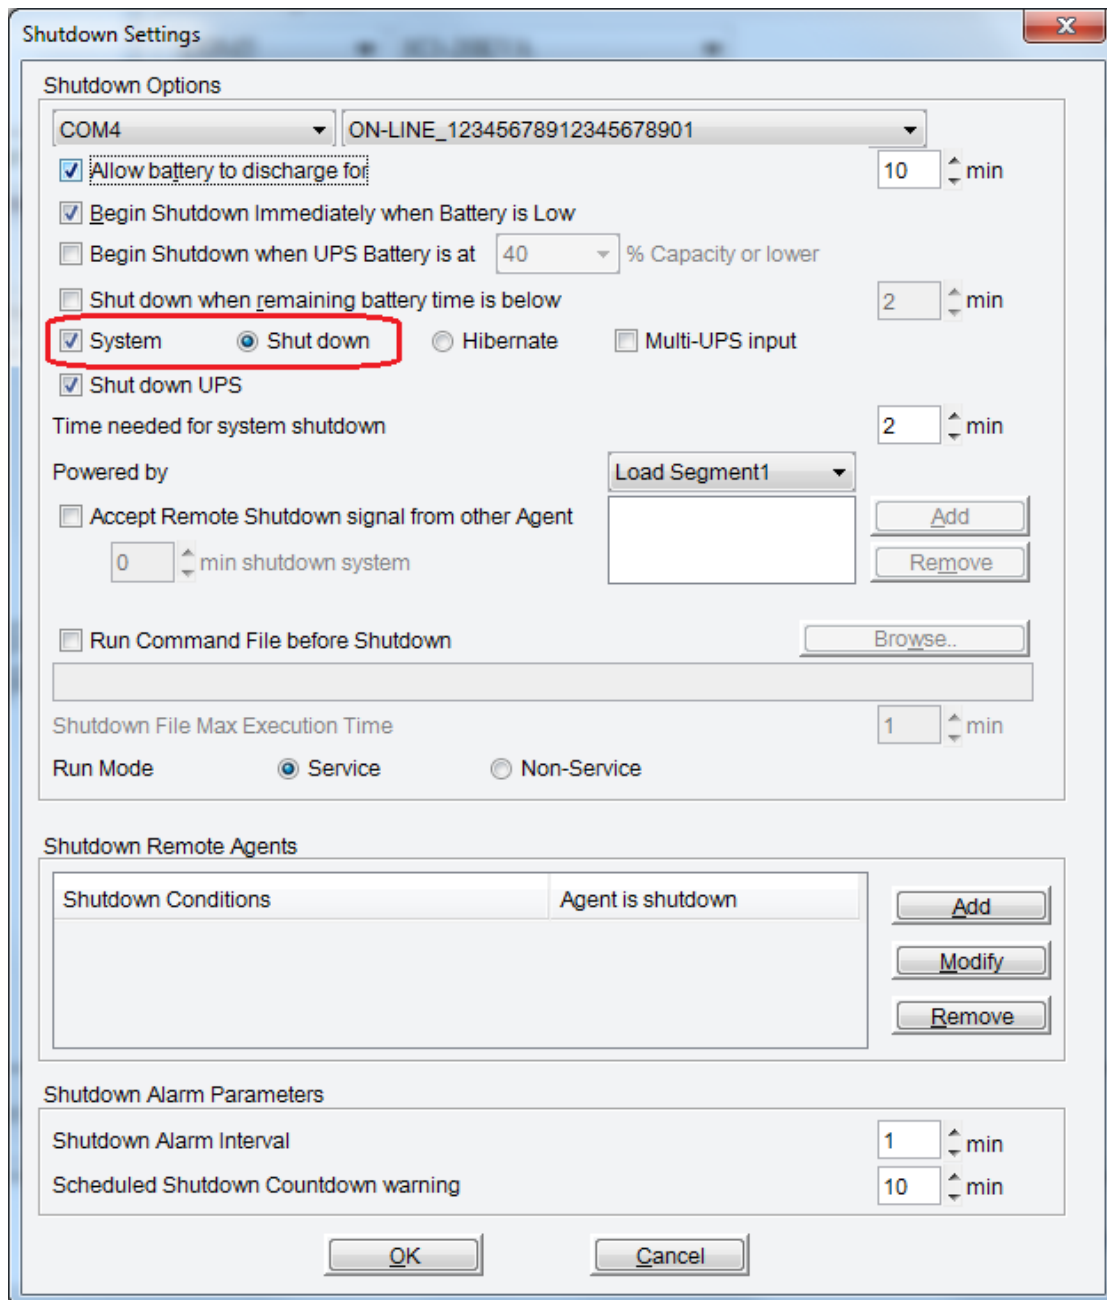 Shutdown Settings
Shutdown Options
COM4 ON-LINE_12345678912345678901
Allow battery to discharge for 10 min
Begin Shutdown Immediately when Battery is Low
Begin Shutdown when UPS Battery is at 40 % Capacity or lower
Shut down when remaining battery time is below 2 min
System Shut down Hibernate Multi-UPS input
Shut down UPS
Time needed for system shutdown 2 min
Powered by Load Segment1
Accept Remote Shutdown signal from other Agent Add
0 min shutdown system Remove
Run Command File before Shutdown Browse..
Shutdown File Max Execution Time 1 min
Run Mode Service Non-Service
Shutdown Remote Agents
Shutdown Conditions Agent is shutdown Add
Modify
Remove
Shutdown Alarm Parameters
Shutdown Alarm Interval 1 min
Scheduled Shutdown Countdown warning 10 min
OK Cancel